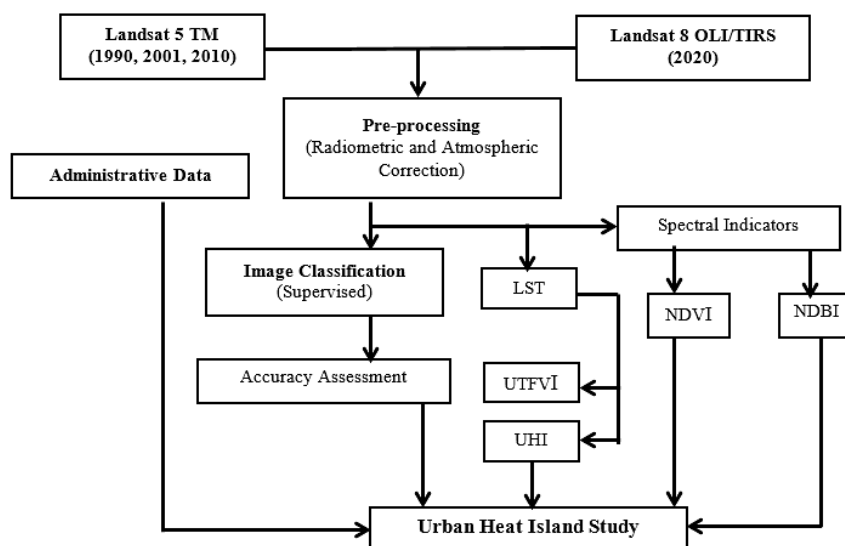 Landsat 5 TM
(1990, 2001, 2010)
Landsat 8 OLI/TIRS
(2020)
Pre-processing
(Radiometric and Atmospheric
Correction)
Administrative Data
Spectral Indicators
Image Classification
(Supervised)
LST
NDVI
NDBI
Accuracy Assessment
UTFVI
UHI
Urban Heat Island Study